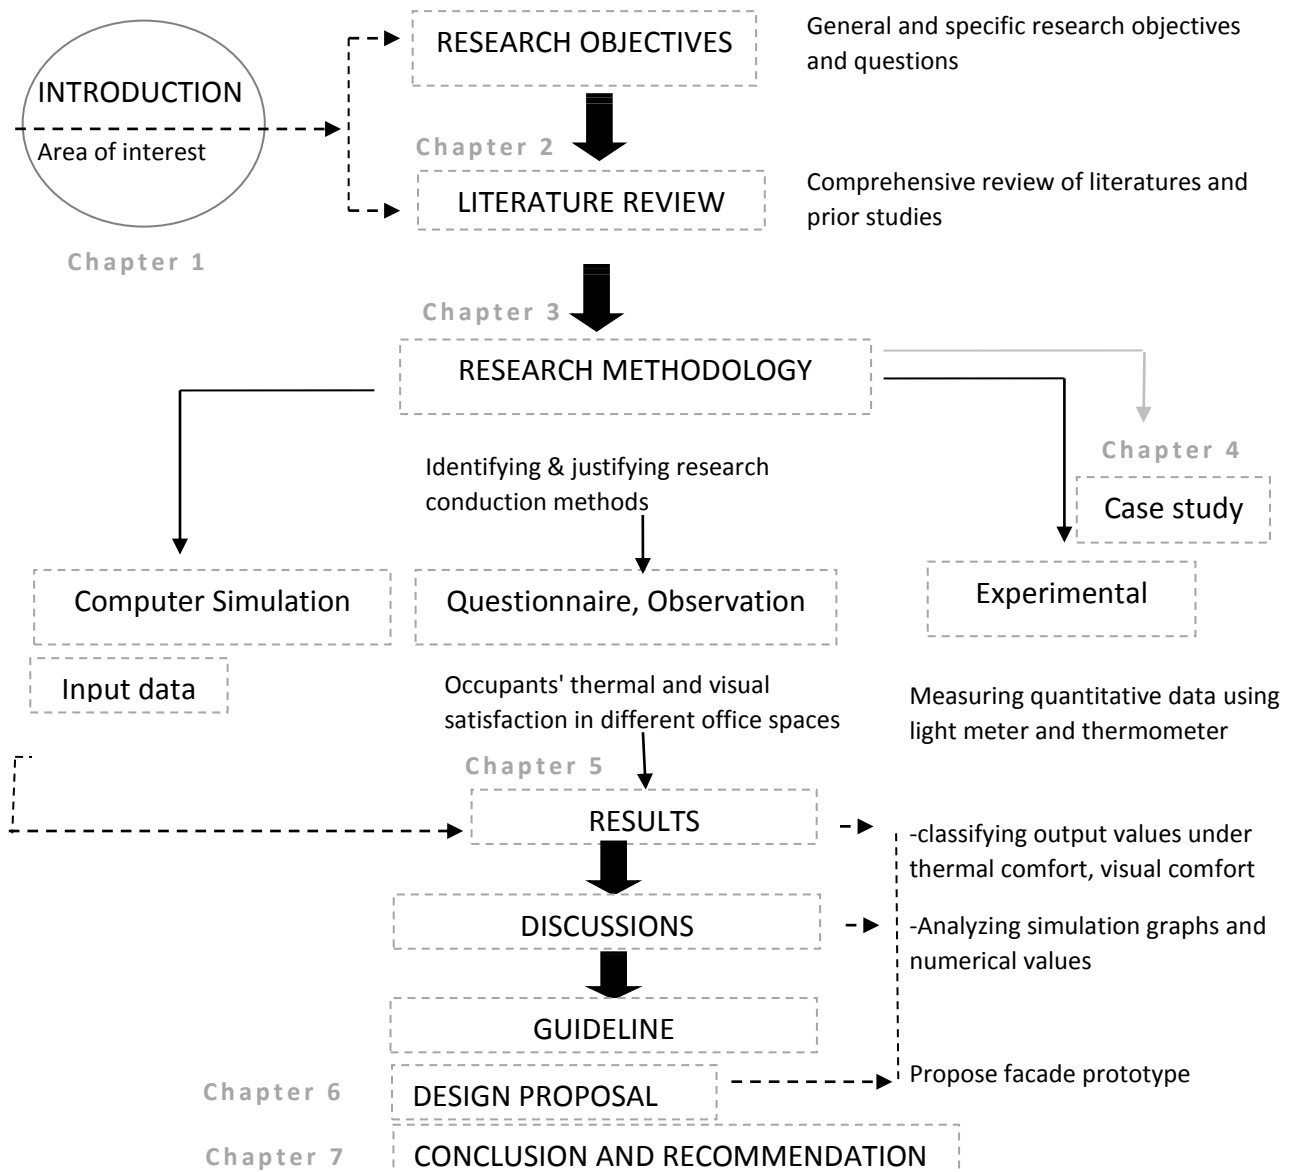 INTRODUCTION
Area of interest
Chapter 1
RESEARCH OBJECTIVES
General and specific research objectives
and questions
Chapter 2
LITERATURE REVIEW
Comprehensive review of literatures and
prior studies
Chapter 3
RESEARCH METHODOLOGY
Identifying & justifying research
conduction methods
Chapter 4
Case study
Computer Simulation
Questionnaire, Observation
Experimental
Input data
Occupants' thermal and visual
satisfaction in different office spaces
Measuring quantitative data using
light meter and thermometer
Chapter 5
RESULTS
-classifying output values under
thermal comfort, visual comfort
DISCUSSIONS
-Analyzing simulation graphs and
numerical values
GUIDELINE
Chapter 6
DESIGN PROPOSAL
Propose facade prototype
Chapter 7
CONCLUSION AND RECOMMENDATION